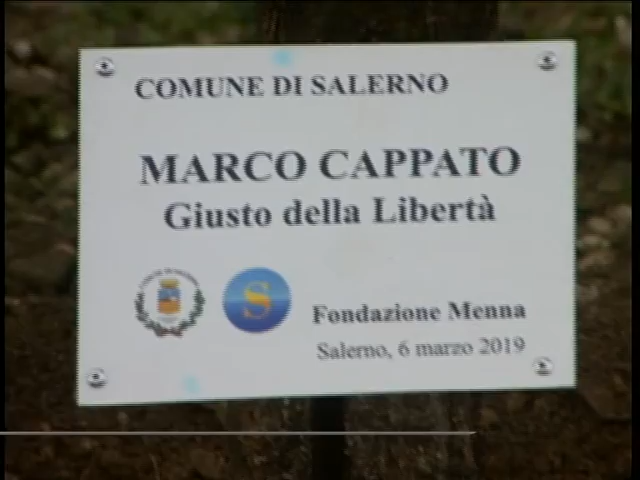 COMUNE DI SALERNO
MARCO CAPPATO
Giusto della Libertà
S
Fondazione Menna
Salerno, 6 marzo 2019